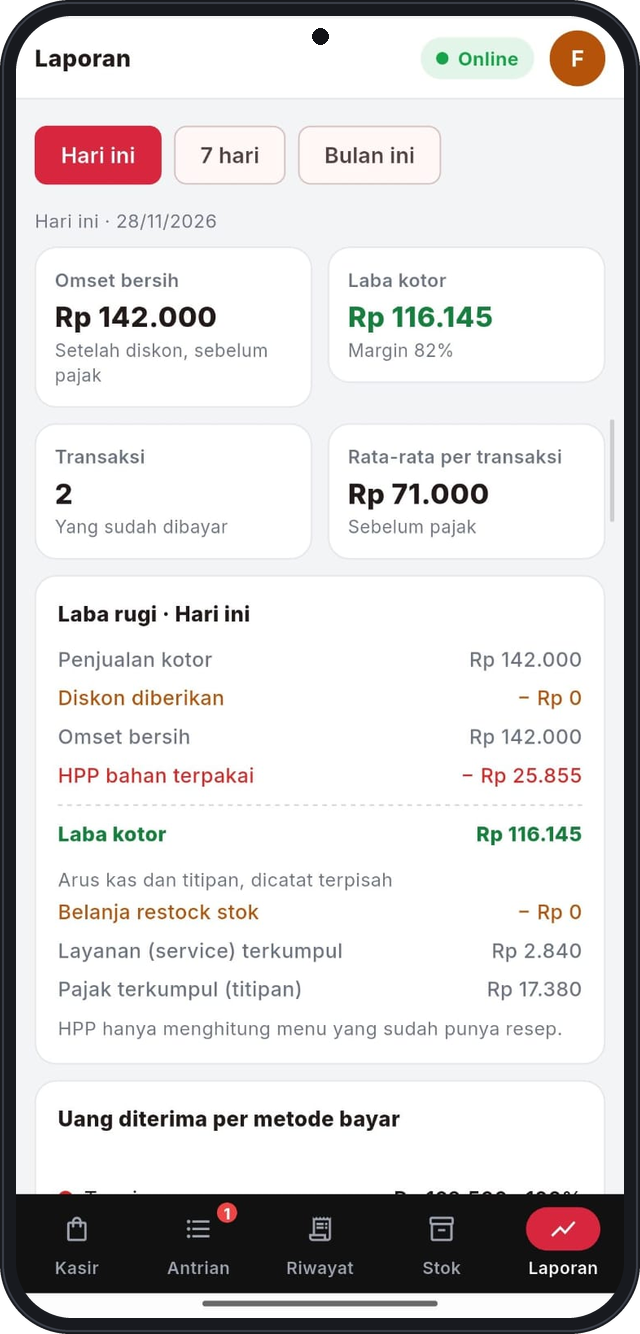 Laporan
Online
F
Hari ini
7 hari
Bulan ini
Hari ini · 28/11/2026
Omset bersih
Rp 142.000
Setelah diskon, sebelum
pajak
Laba kotor
Rp 116.145
Margin 82%
Transaksi
2
Yang sudah dibayar
Rata-rata per transaksi
Rp 71.000
Sebelum pajak
Laba rugi · Hari ini
Penjualan kotor Rp 142.000
Diskon diberikan − Rp 0
Omset bersih Rp 142.000
HPP bahan terpakai − Rp 25.855
Laba kotor Rp 116.145
Arus kas dan titipan, dicatat terpisah
Belanja restock stok − Rp 0
Layanan (service) terkumpul Rp 2.840
Pajak terkumpul (titipan) Rp 17.380
HPP hanya menghitung menu yang sudah punya resep.
Uang diterima per metode bayar
1
Kasir
Antrian
Riwayat
Stok
Laporan